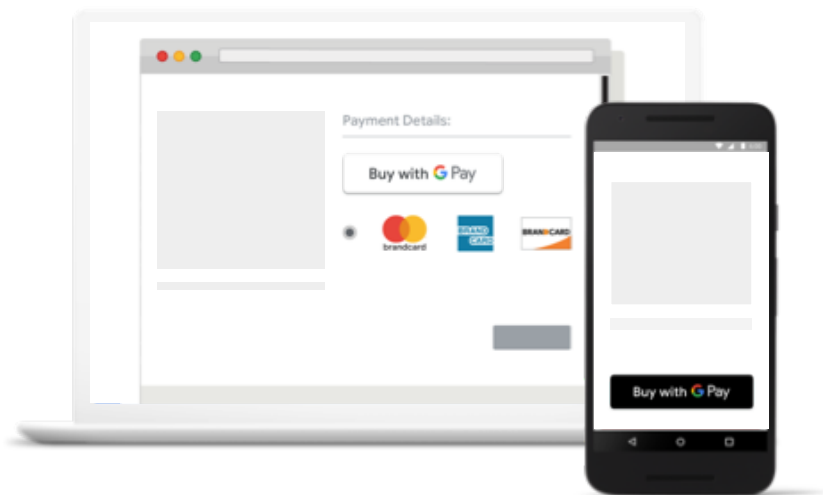 Payment Details:
Buy with G Pay
brandcard
BRAND
CARD
BRANDCARD
Buy with G Pay